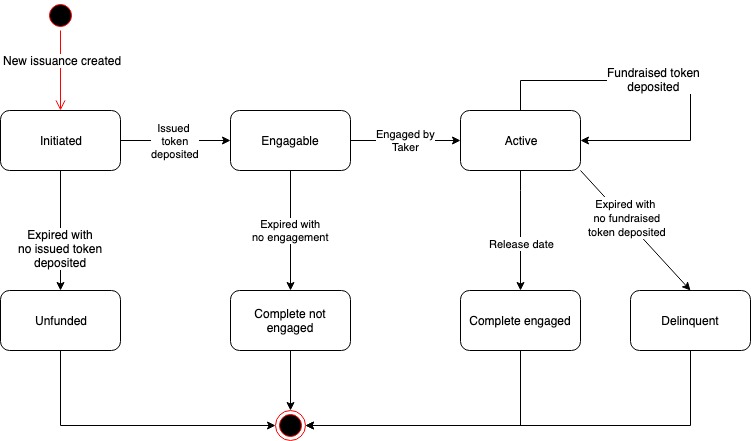 New issuance created
Fundraised token
deposited
Initiated
Issued
token
deposited
Engagable
Engaged by
Taker
Active
Expired with
no issued token
deposited
Expired with
no engagement
Release date
Expired with
no fundraised
token deposited
Unfunded
Complete not
engaged
Complete engaged
Delinquent